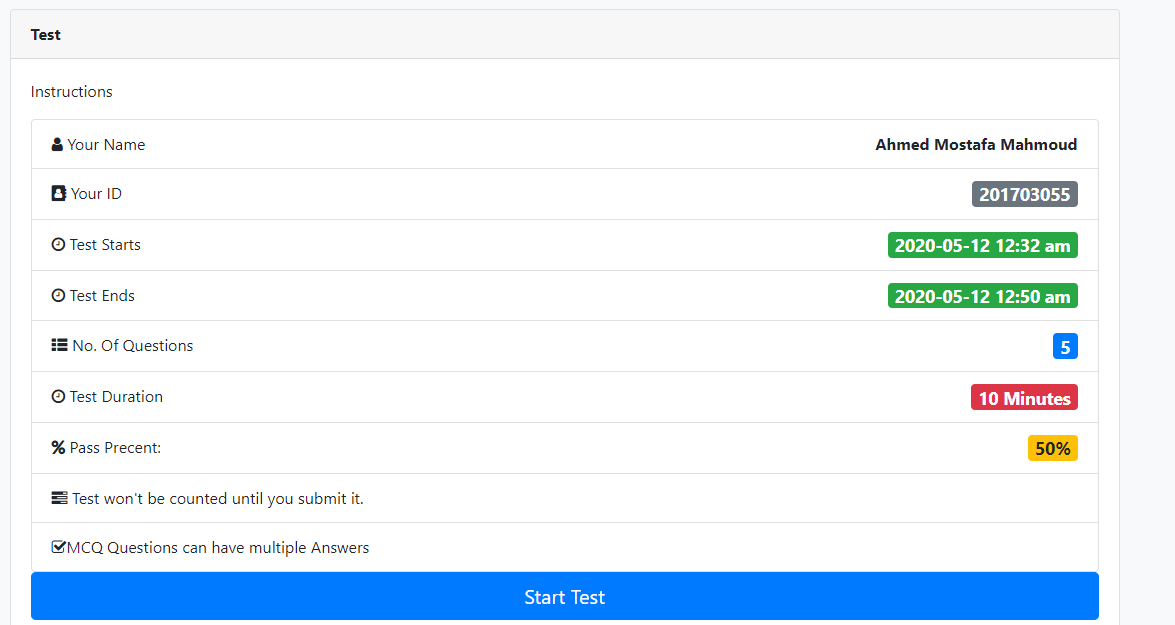 Test
Instructions
Your Name Ahmed Mostafa Mahmoud
Your ID 201703055
Test Starts 2020-05-12 12:32 am
Test Ends 2020-05-12 12:50 am
No. Of Questions 5
Test Duration 10 Minutes
% Pass Precent: 50%
Test won't be counted until you submit it.
MCQ Questions can have multiple Answers
Start Test